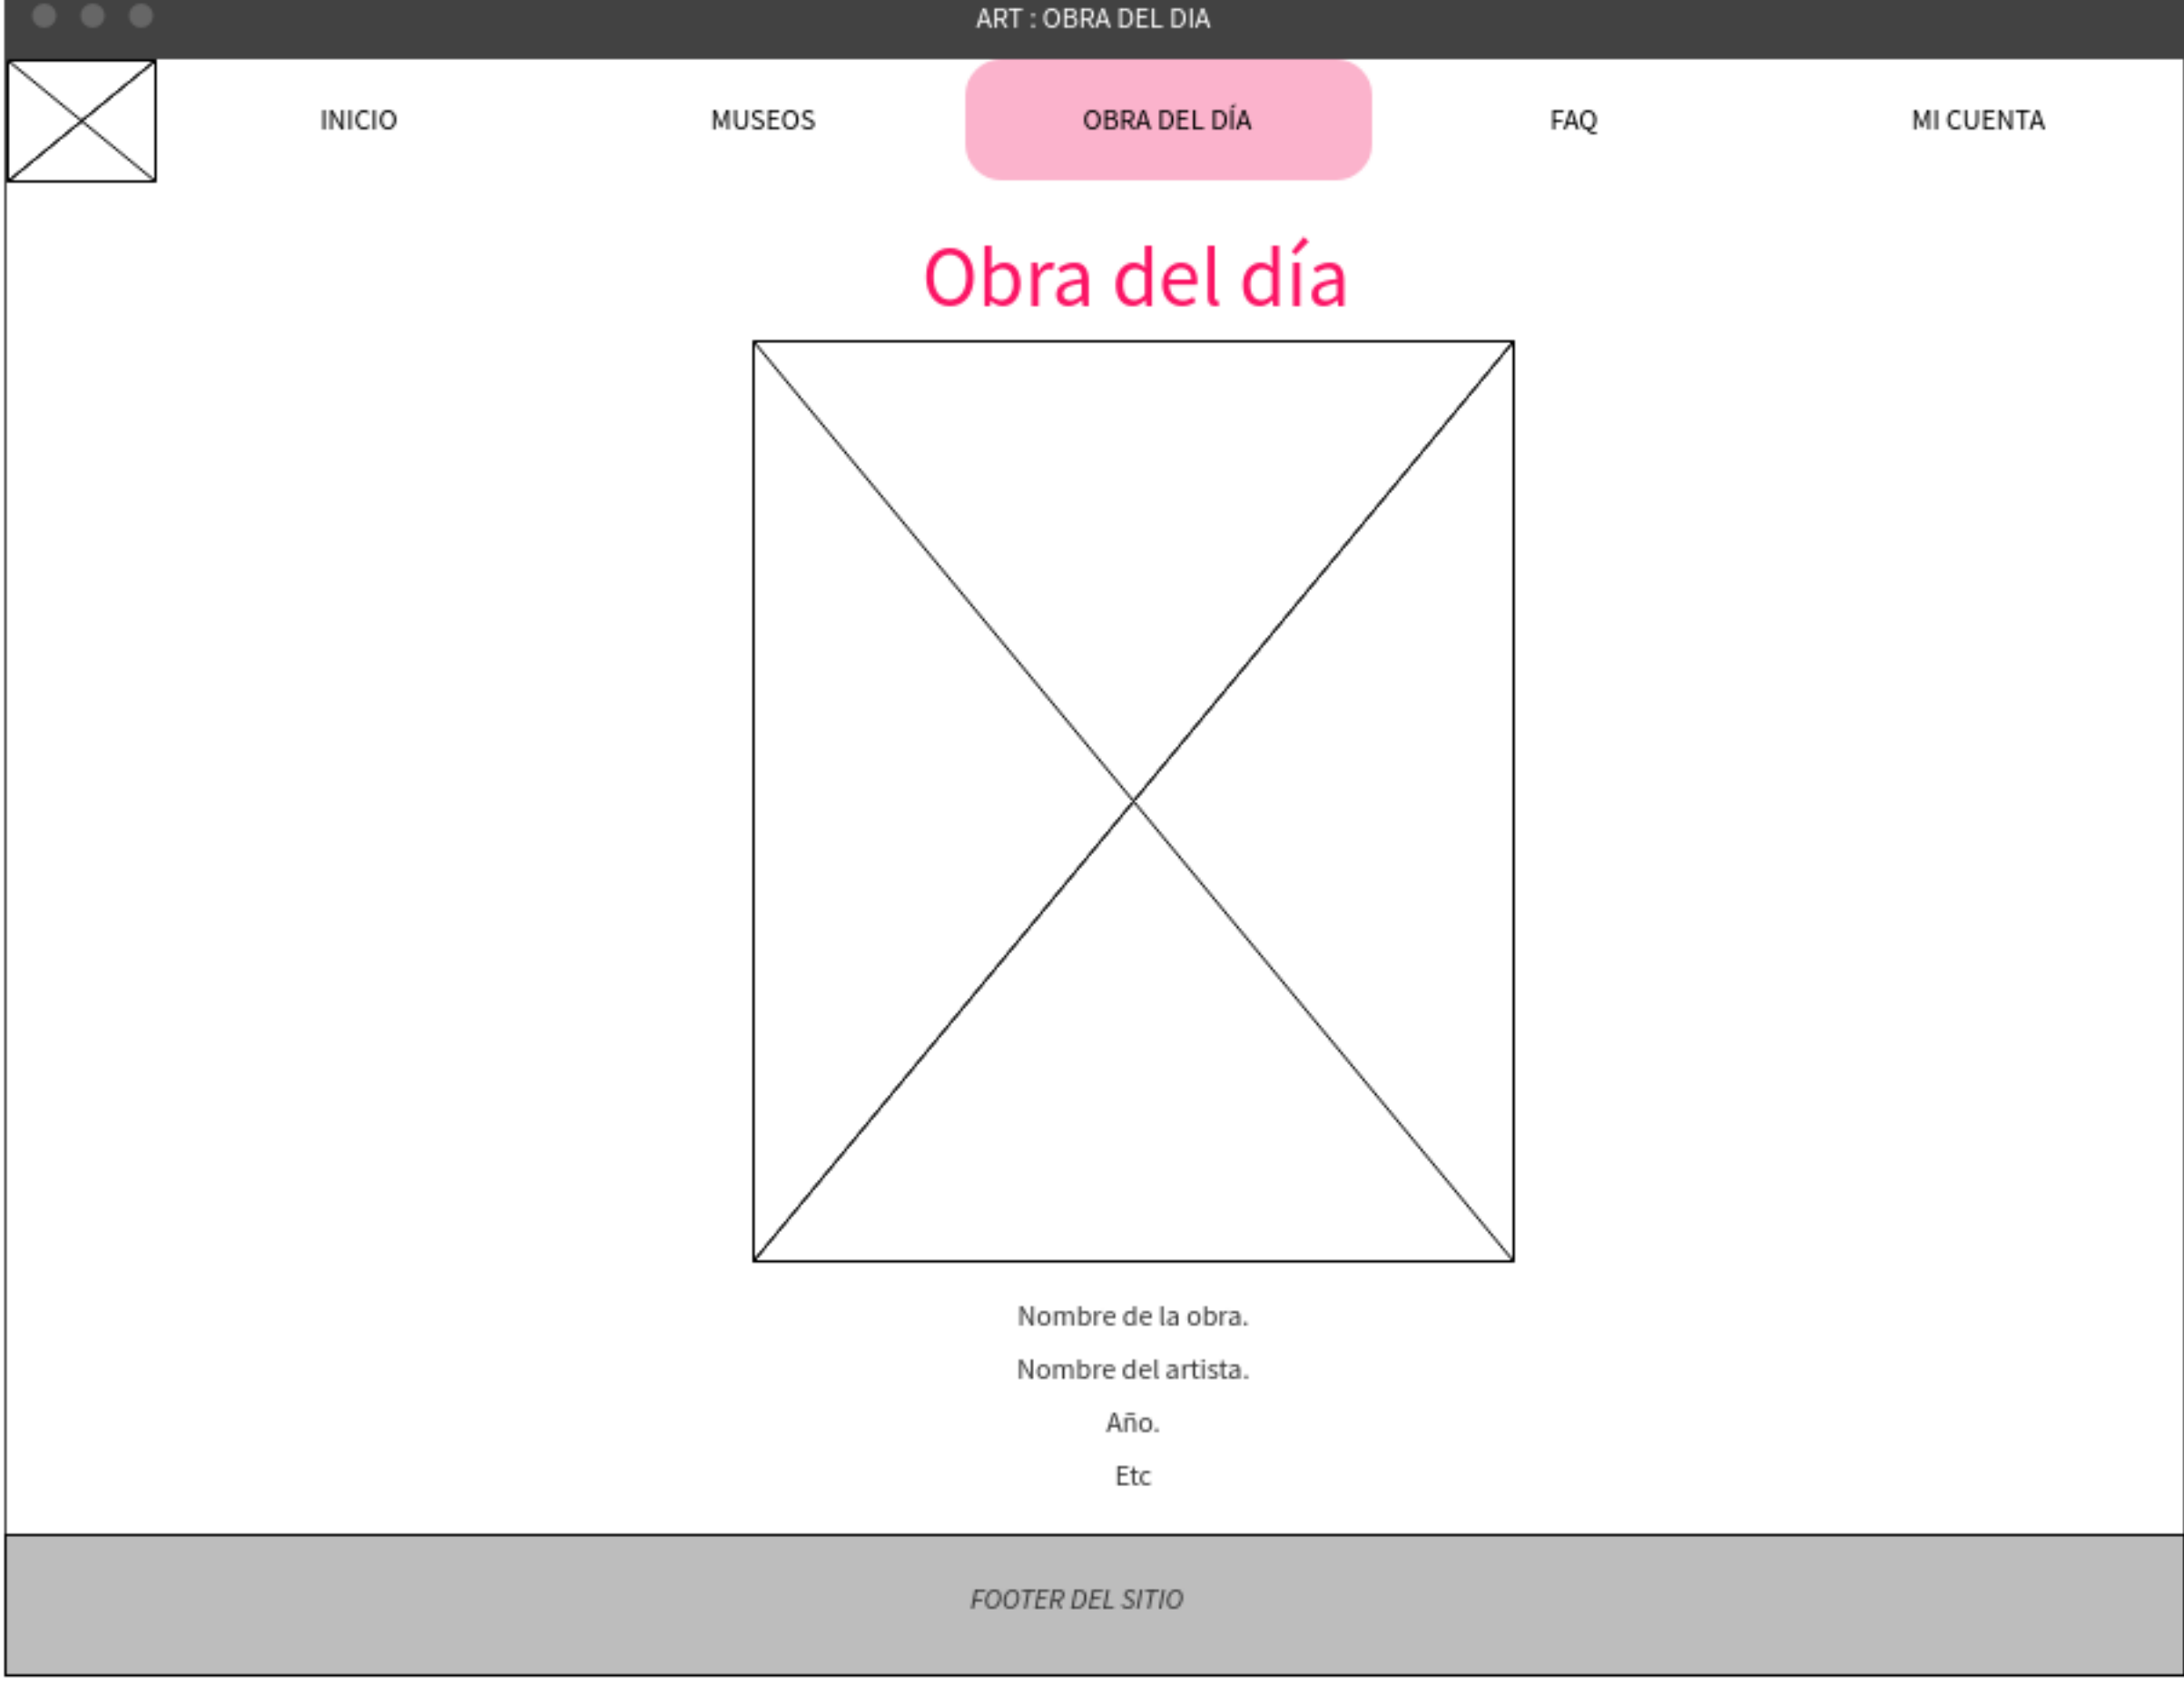 ART : OBRA DEL DIA
INICIO MUSEOS OBRA DEL DÍA FAQ MI CUENTA
Obra del día
Nombre de la obra.
Nombre del artista.
Año.
Etc
FOOTER DEL SITIO